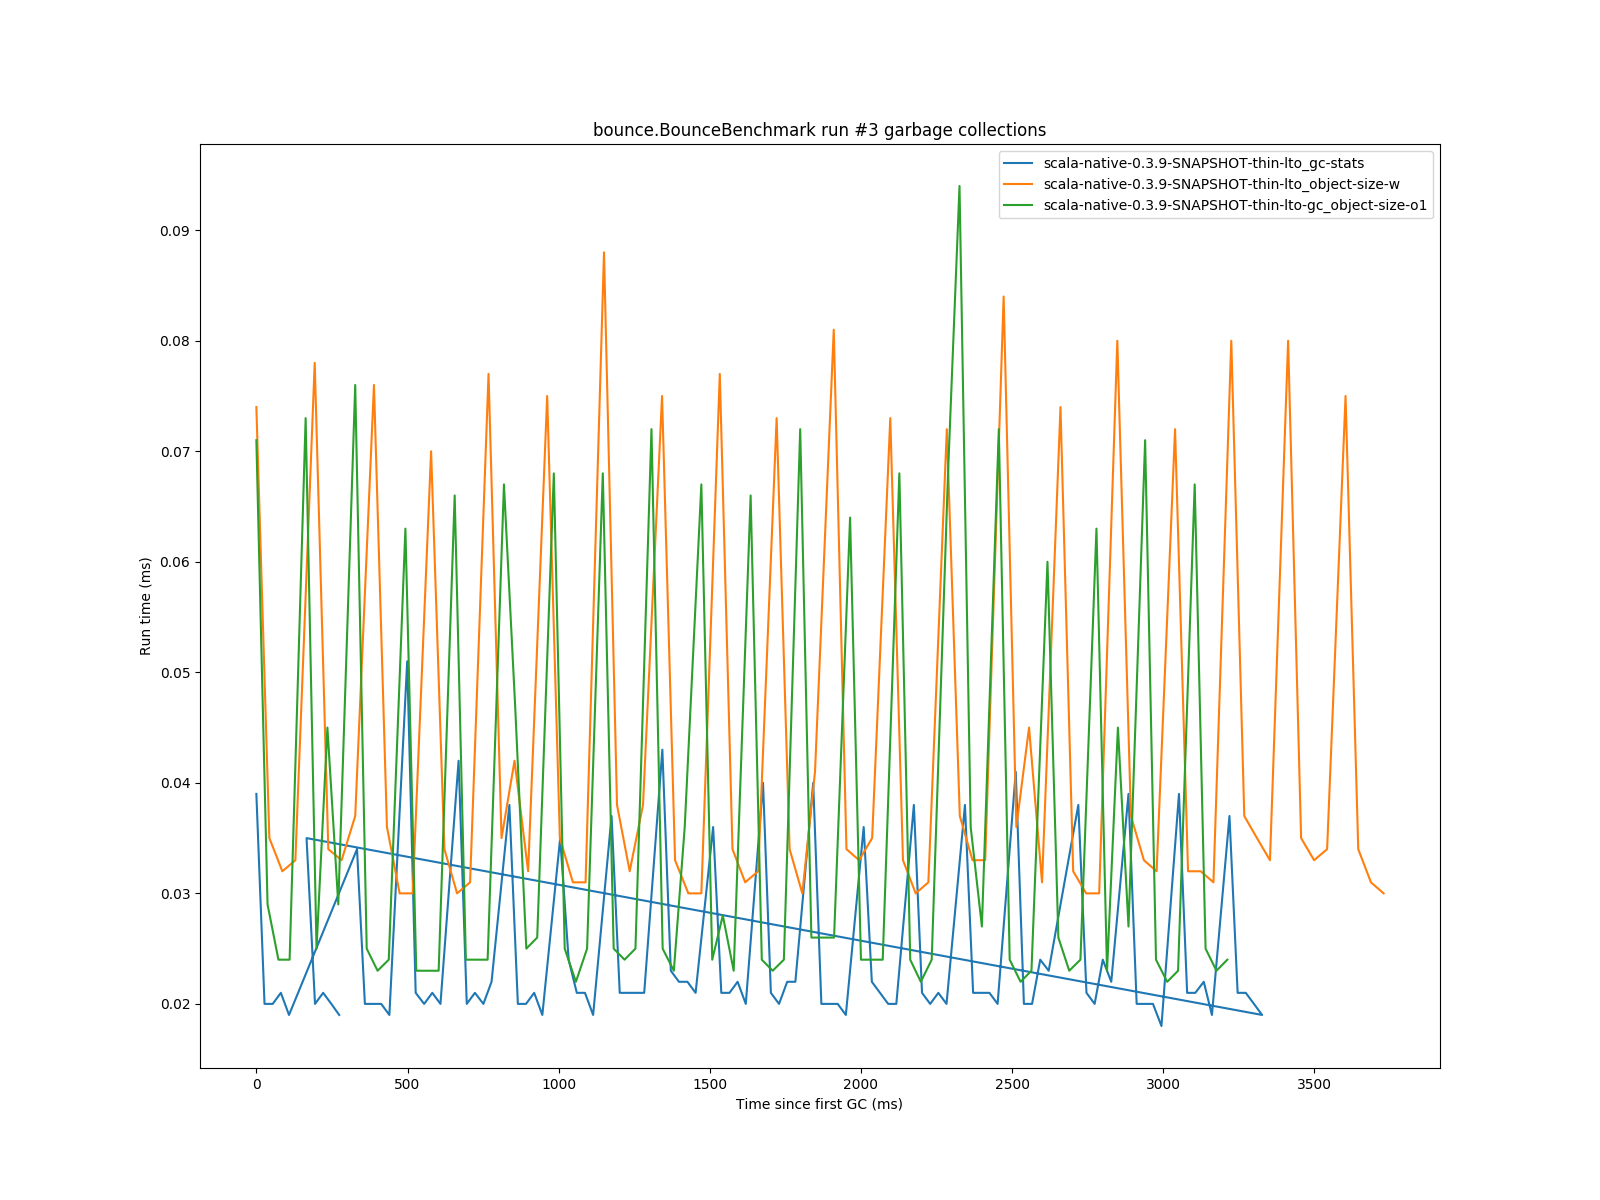 bounce.BounceBenchmark run #3 garbage collections
scala-native-0.3.9-SNAPSHOT-thin-lto_gc-stats
scala-native-0.3.9-SNAPSHOT-thin-lto_object-size-w
scala-native-0.3.9-SNAPSHOT-thin-lto-gc_object-size-o1
0.09
0.08
0.07
0.06
0.05
0.04
0.03
0.02
Run time (ms)
0 500 1000 1500 2000 2500 3000 3500
Time since first GC (ms)